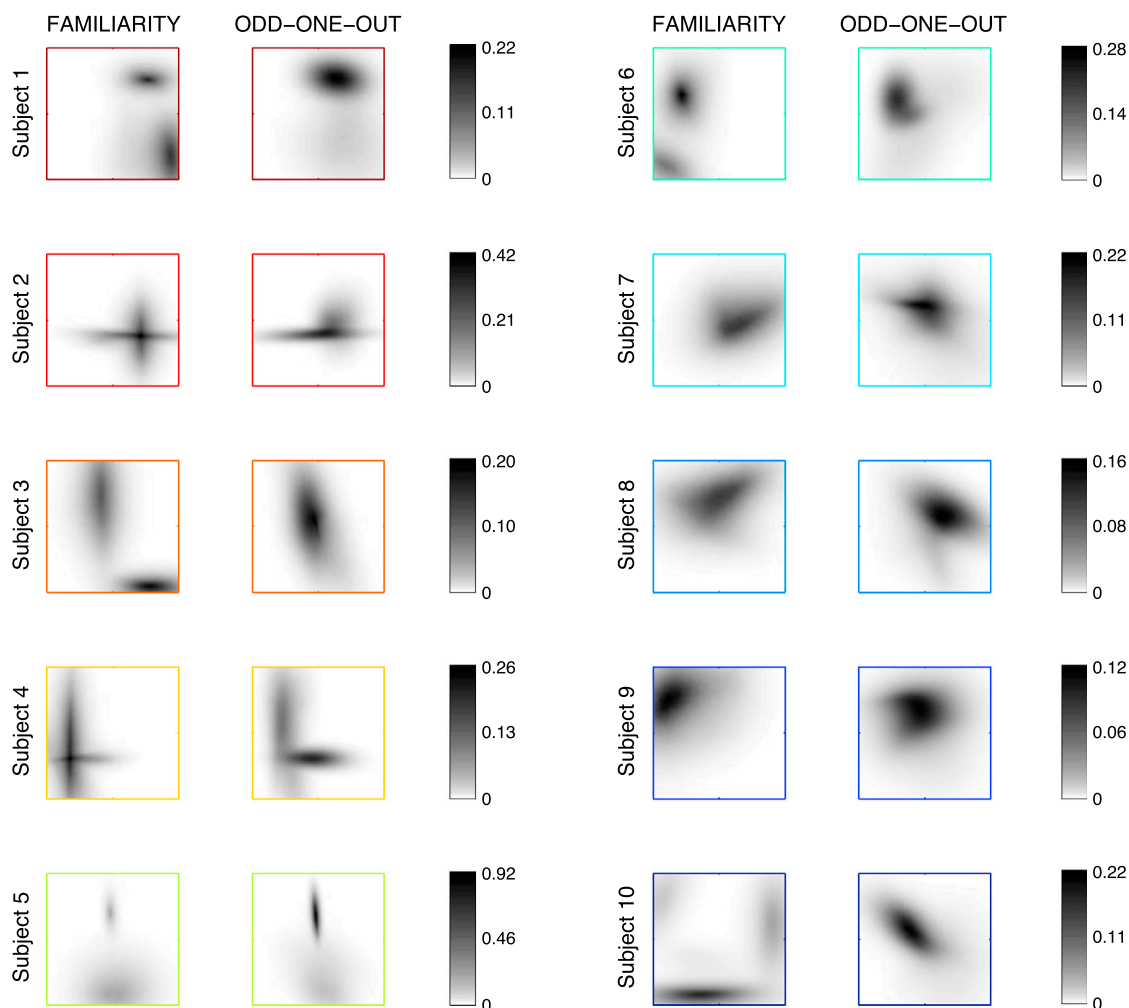 FAMILIARITY ODD−ONE−OUT
Subject 1
0.22
0.11
0
Subject 2
0.42
0.21
0
Subject 3
0.20
0.10
0
Subject 4
0.26
0.13
0
Subject 5
0.92
0.46
0
FAMILIARITY ODD−ONE−OUT
Subject 6
0.28
0.14
0
Subject 7
0.22
0.11
0
Subject 8
0.16
0.08
0
Subject 9
0.12
0.06
0
Subject 10
0.22
0.11
0